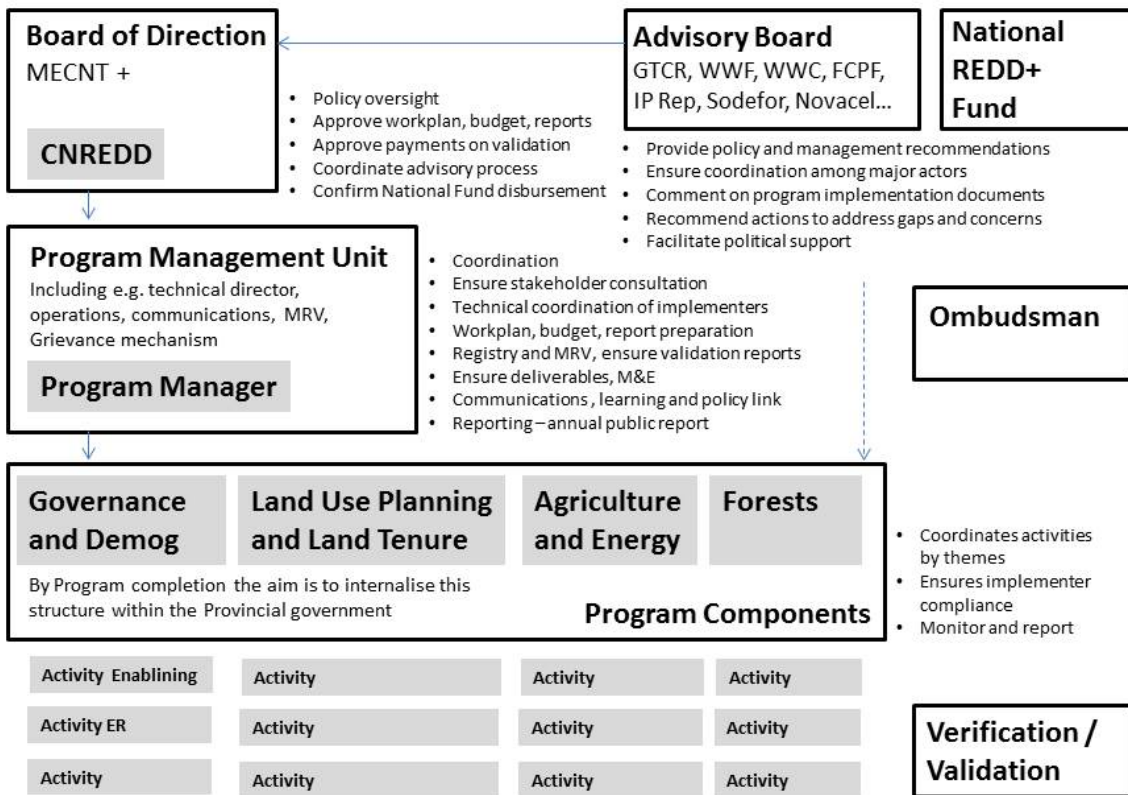 Board of Direction
MECNT +
CNREDD
• Policy oversight
• Approve workplan, budget, reports
• Approve payments on validation
• Coordinate advisory process
• Confirm National Fund disbursement
Advisory Board
GTCR, WWF, WWC, FCPF,
IP Rep, Sodefor, Novacel...
National
REDD+
Fund
• Provide policy and management recommendations
• Ensure coordination among major actors
• Comment on program implementation documents
• Recommend actions to address gaps and concerns
• Facilitate political support
Program Management Unit
Including e.g. technical director,
operations, communications, MRV,
Grievance mechanism
Program Manager
• Coordination
• Ensure stakeholder consultation
• Technical coordination of implementers
• Workplan, budget, report preparation
• Registry and MRV, ensure validation reports
• Ensure deliverables, M&E
• Communications , learning and policy link
• Reporting – annual public report
Ombudsman
Governance
and Demog
Land Use Planning
and Land Tenure
Agriculture
and Energy
Forests
By Program completion the aim is to internalise this
structure within the Provincial government
Program Components
• Coordinates activities
by themes
• Ensures implementer
compliance
• Monitor and report
Activity Enablining
Activity
Activity
Activity
Activity ER
Activity
Activity
Activity
Activity
Activity
Activity
Activity
Verification /
Validation